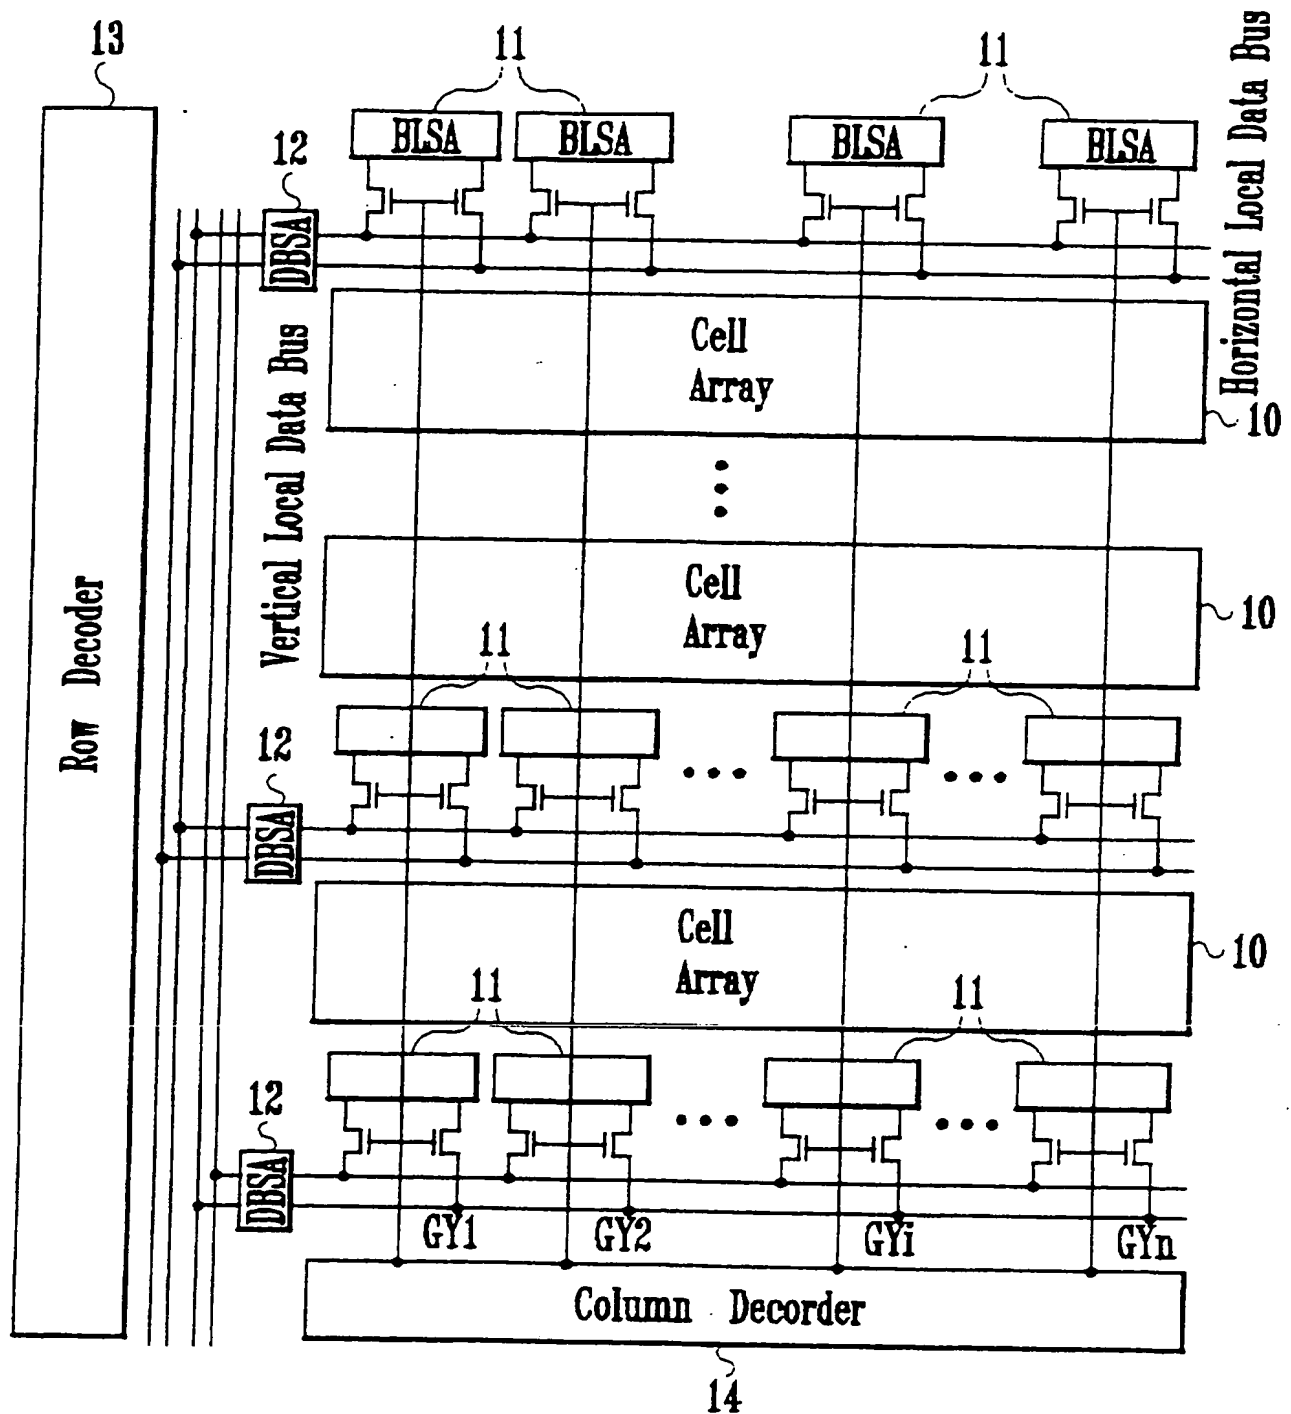 13
11
11
BLSA
BLSA
BLSA
BLSA
Horizontal Local Data Bus
12
DBSA
Cell
Array
10
Vertical Local Data Bus
Cell
Array
10
Row Decoder
11
11
12
DBSA
Cell
Array
10
11
11
12
DBSA
GY1
GY2
GYi
GYn
Column Decorder
14